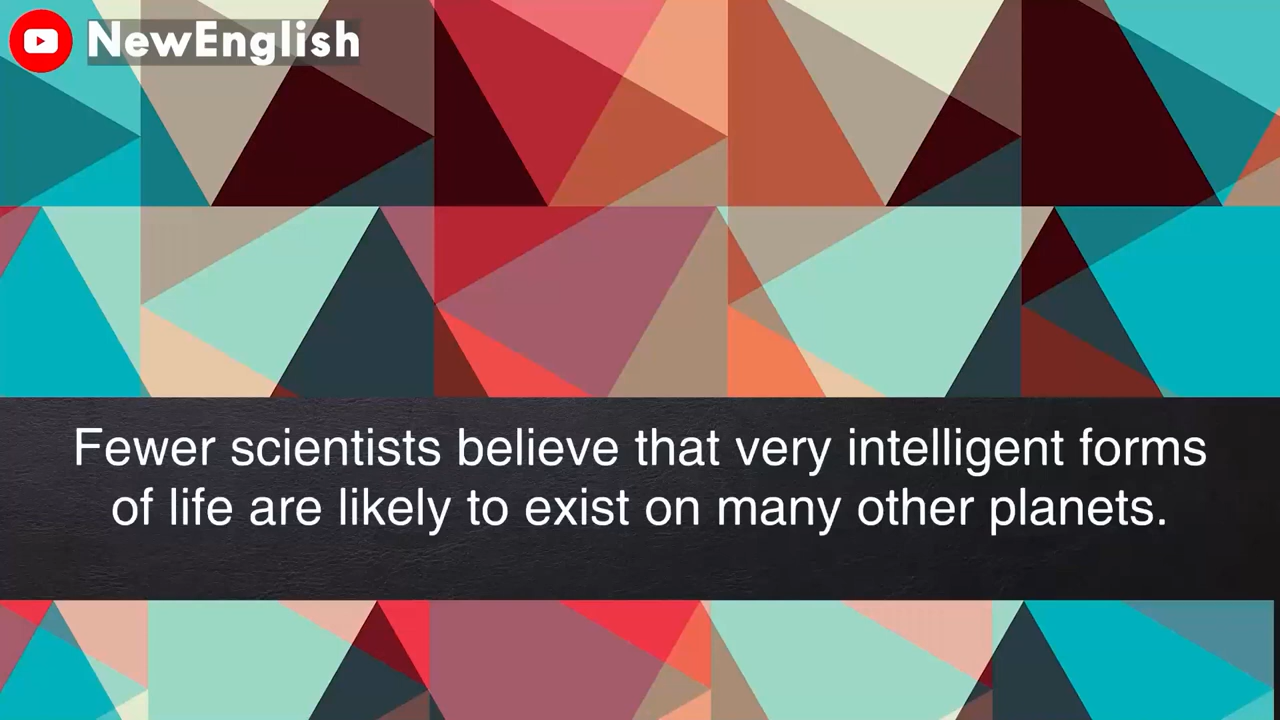 NewEnglish
Fewer scientists believe that very intelligent forms
of life are likely to exist on many other planets.